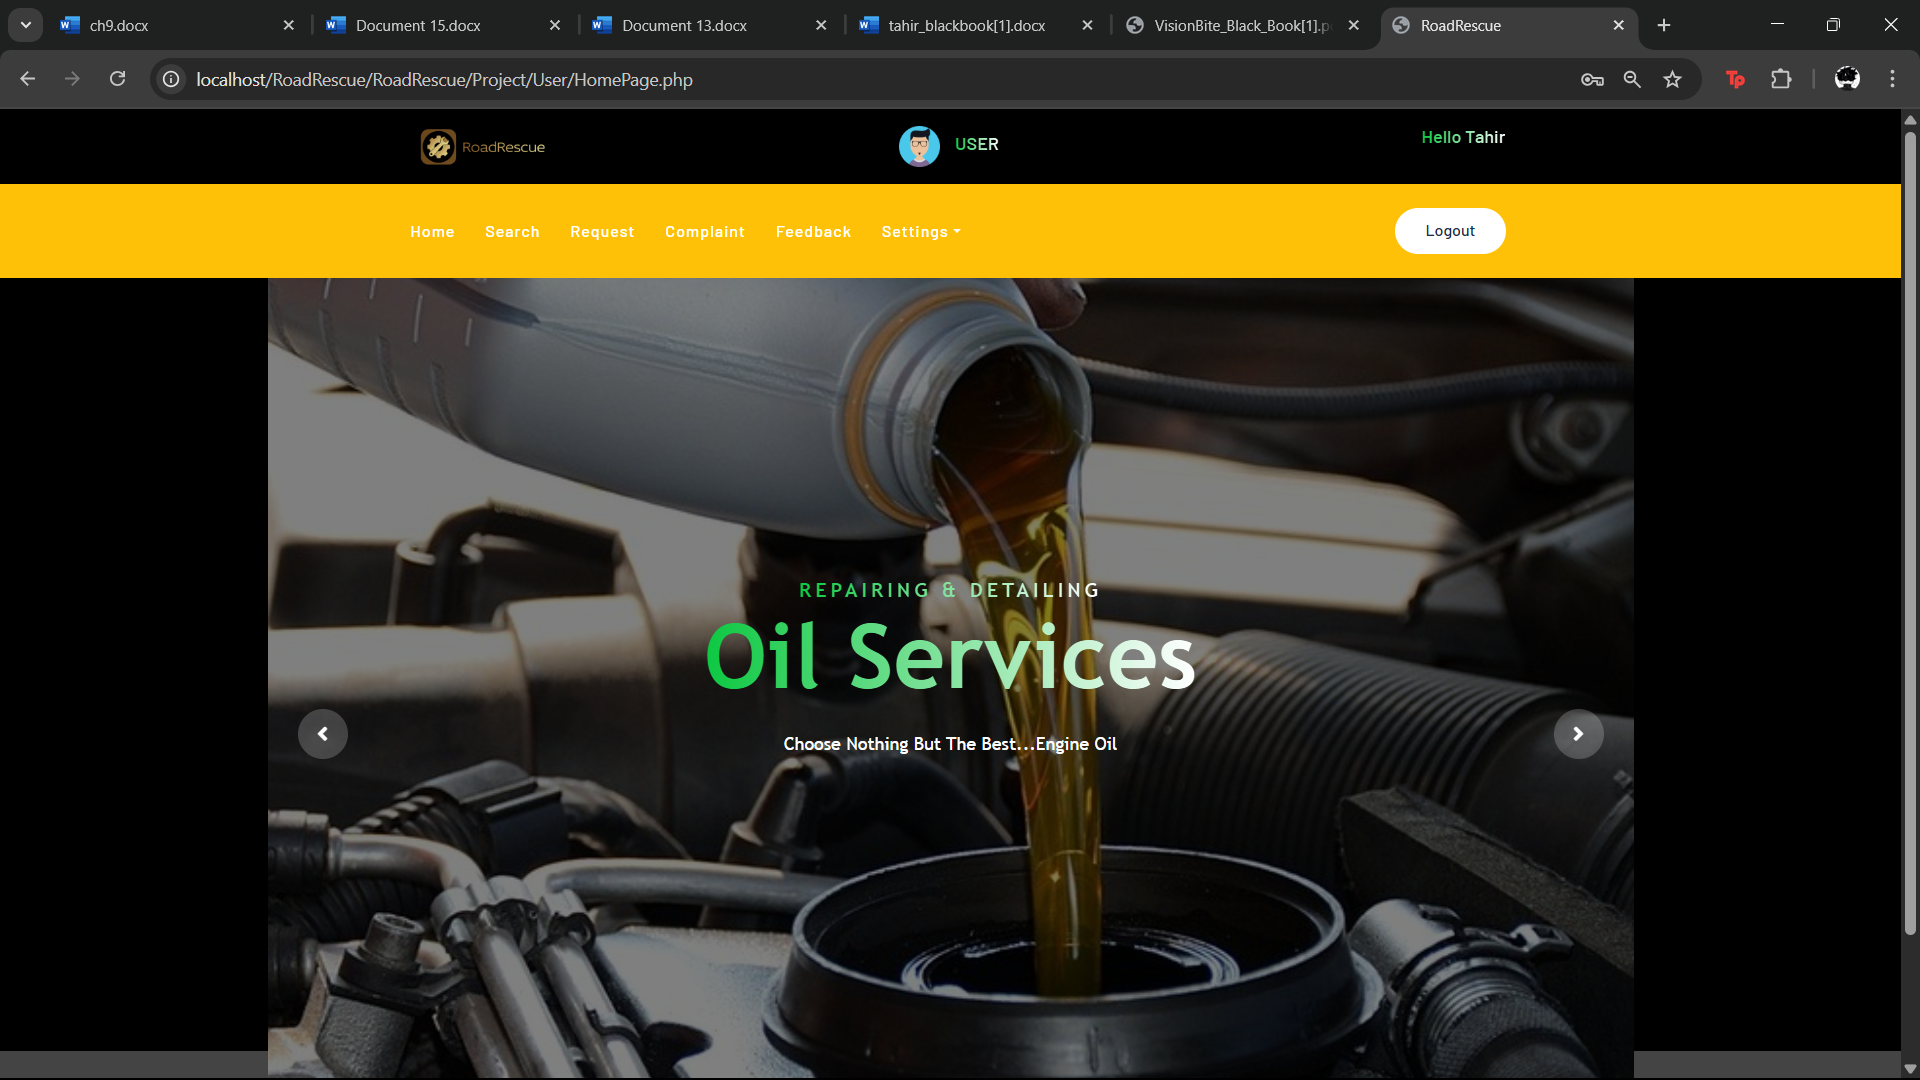 ch9.docx
Document 15.docx
Document 13.docx
tahir_blackbook[1].docx
VisionBite_Black_Book[1].p
RoadRescue
localhost/RoadRescue/RoadRescue/Project/User/HomePage.php
Tp
RoadRescue
USER
Hello Tahir
Home
Search
Request
Complaint
Feedback
Settings
Logout
REPAIRING & DETAILING
Oil Services
Choose Nothing But The Best...Engine Oil